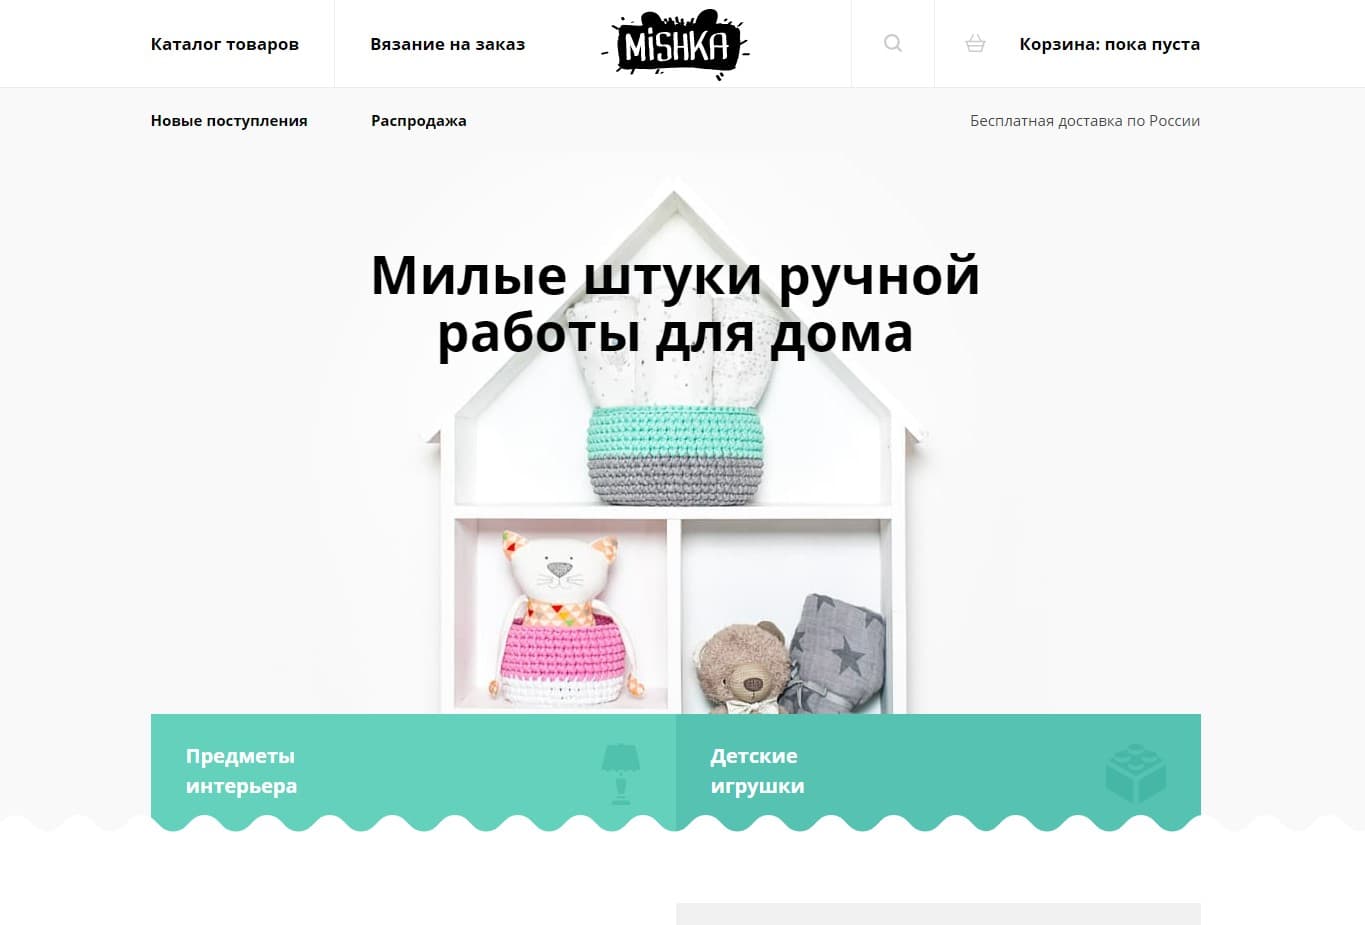 Каталог товаров
Вязание на заказ
MiSHKA
Корзина: пока пуста
Новые поступления
Распродажа
Бесплатная доставка по России
Милые штуки ручной
работы для дома
Предметы
интерьера
Детские
игрушки